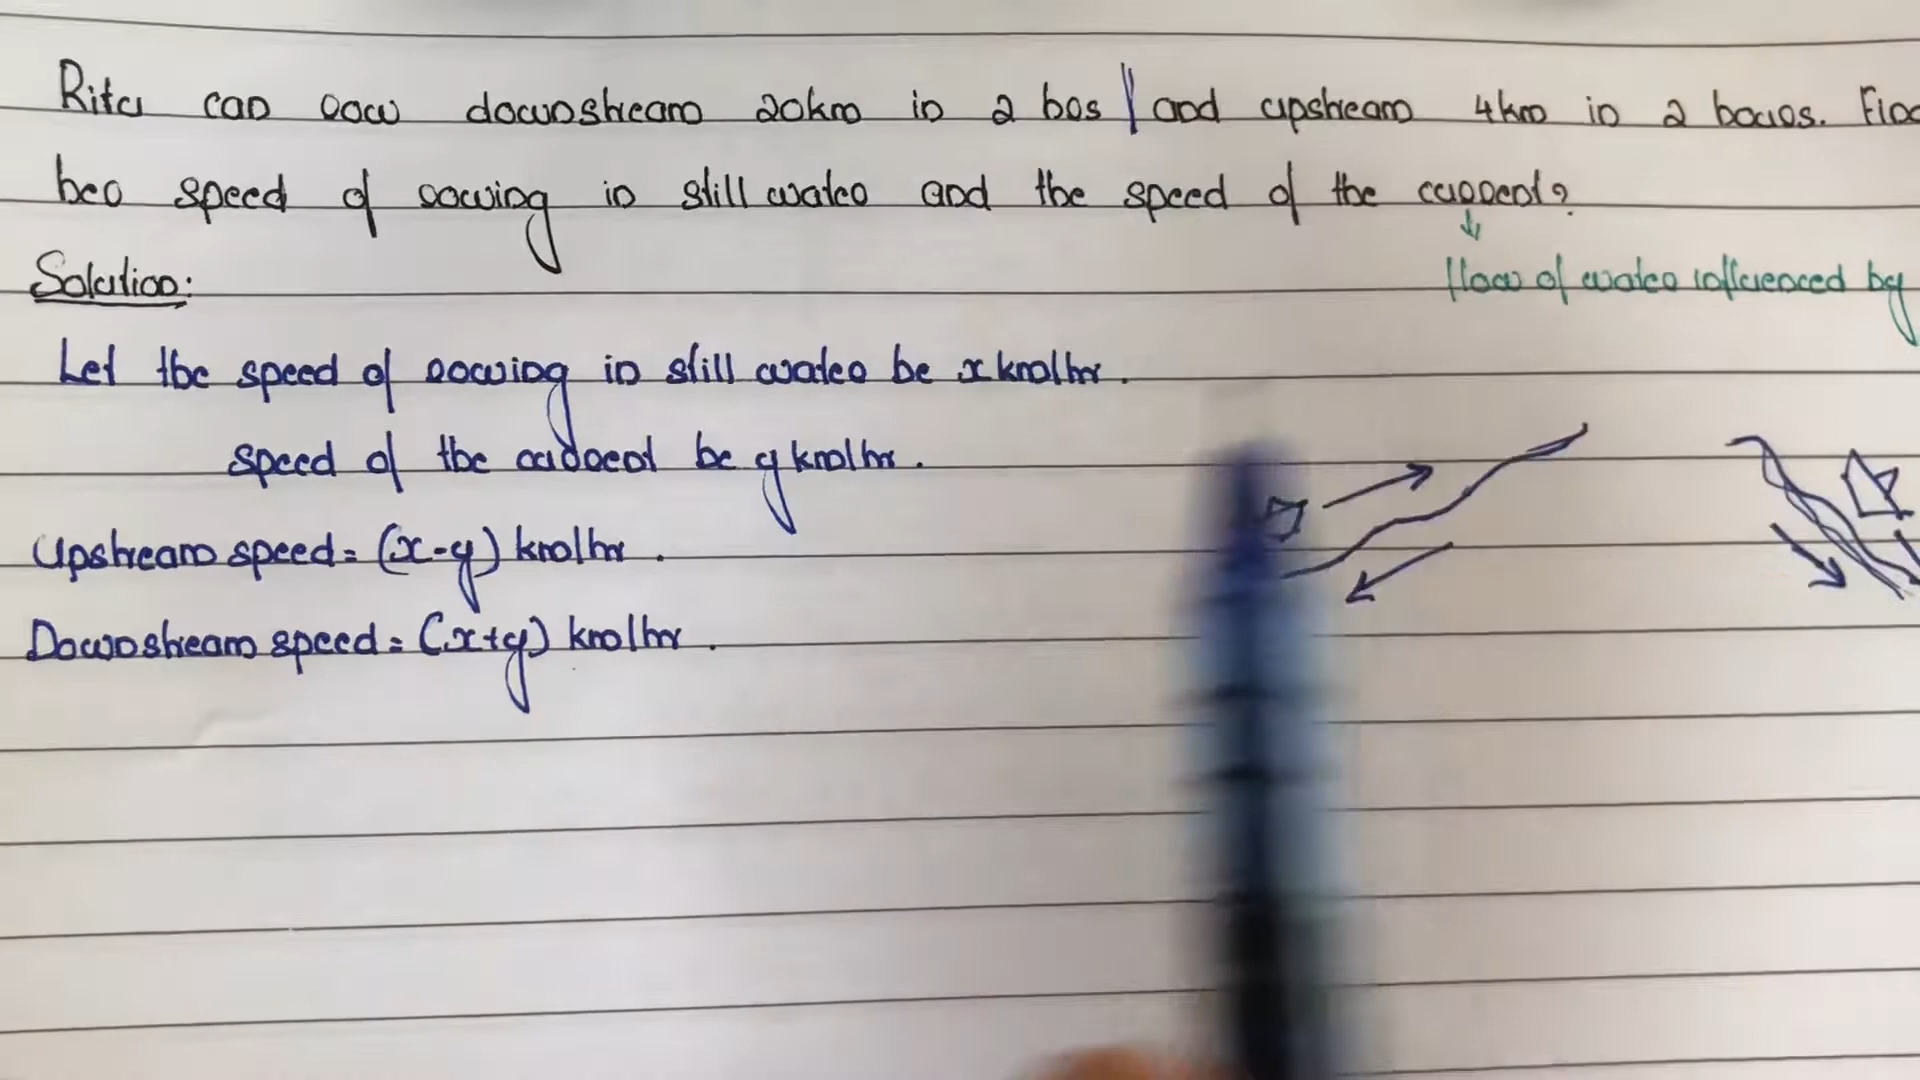 Ritu can row downstream 20km in 2 hrs | and upstream 4km in 2 hours. Find
her speed of rowing in still water and the speed of the current?
flow of water influenced by
Solution:
Let the speed of rowing in still water be x km/hr.
speed of the current be y km/hr.
Upstream speed = (x-y) km/hr.
Downstream speed = (x+y) km/hr.